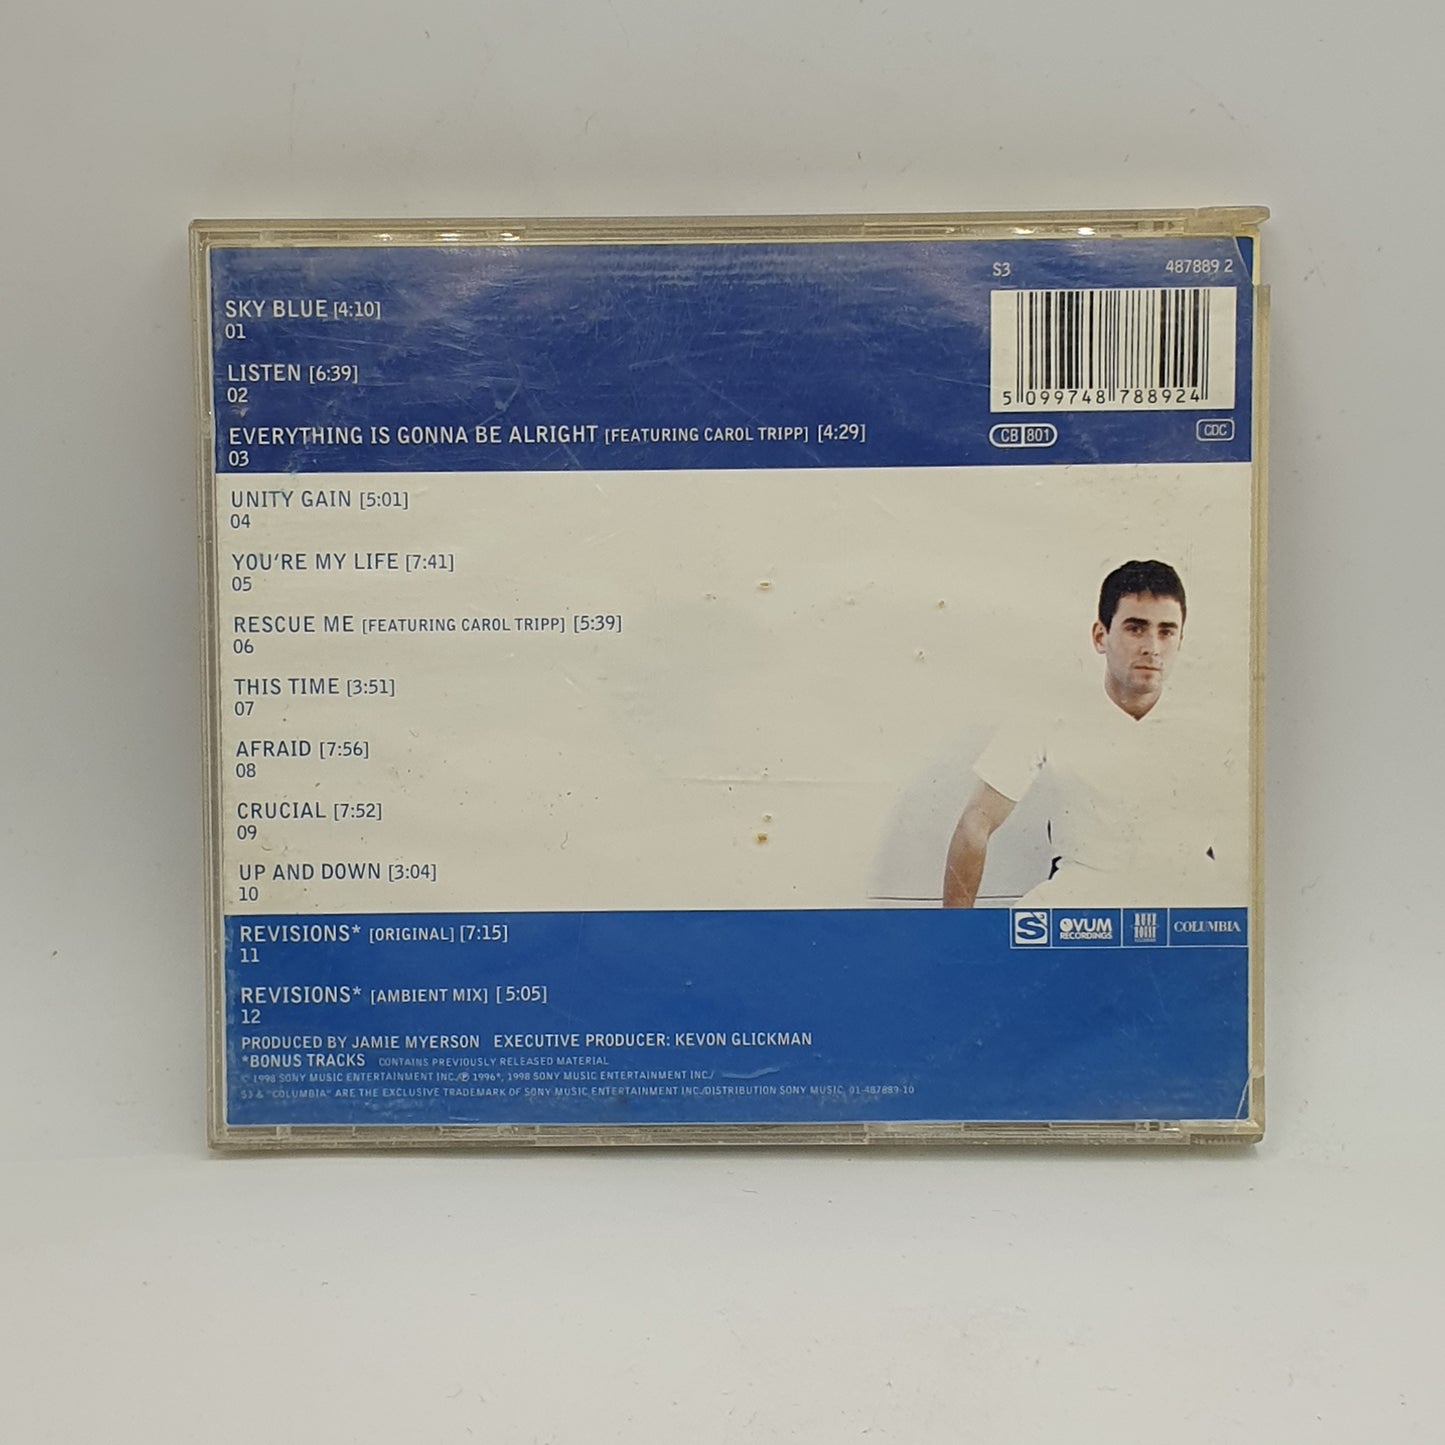 S3 487889 2
SKY BLUE [4:10]
01
LISTEN [6:39]
02
5 099748 788924
EVERYTHING IS GONNA BE ALRIGHT [FEATURING CAROL TRIPP] [4:29]
03
CB 801 CDC
UNITY GAIN [5:01]
04
YOU'RE MY LIFE [7:41]
05
RESCUE ME [FEATURING CAROL TRIPP] [5:39]
06
THIS TIME [3:51]
07
AFRAID [7:56]
08
CRUCIAL [7:52]
09
UP AND DOWN [3:04]
10
REVISIONS* [ORIGINAL] [7:15]
11
S3 OVUM RECORDINGS COLUMBIA
REVISIONS* [AMBIENT MIX] [ 5:05]
12
PRODUCED BY JAMIE MYERSON EXECUTIVE PRODUCER: KEVON GLICKMAN
*BONUS TRACKS CONTAINS PREVIOUSLY RELEASED MATERIAL
© 1998 SONY MUSIC ENTERTAINMENT INC./℗ 1996*, 1998 SONY MUSIC ENTERTAINMENT INC./
S3 & "COLUMBIA" ARE THE EXCLUSIVE TRADEMARK OF SONY MUSIC ENTERTAINMENT INC./DISTRIBUTION SONY MUSIC 01-487889-10